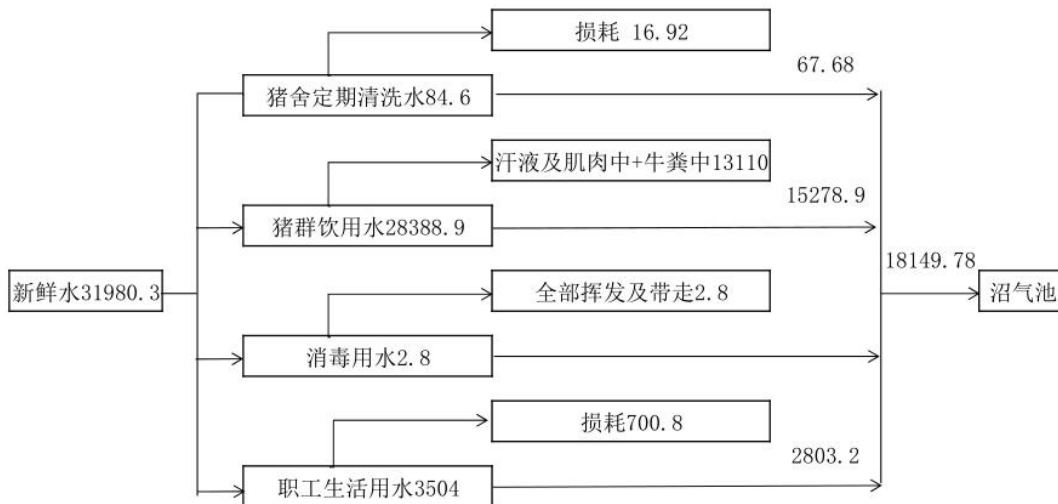 损耗 16.92
67.68
猪舍定期清洗水84.6
汗液及肌肉中+牛粪中13110
15278.9
猪群饮用水28388.9
18149.78
新鲜水31980.3
全部挥发及带走2.8
沼气池
消毒用水2.8
损耗700.8
2803.2
职工生活用水3504